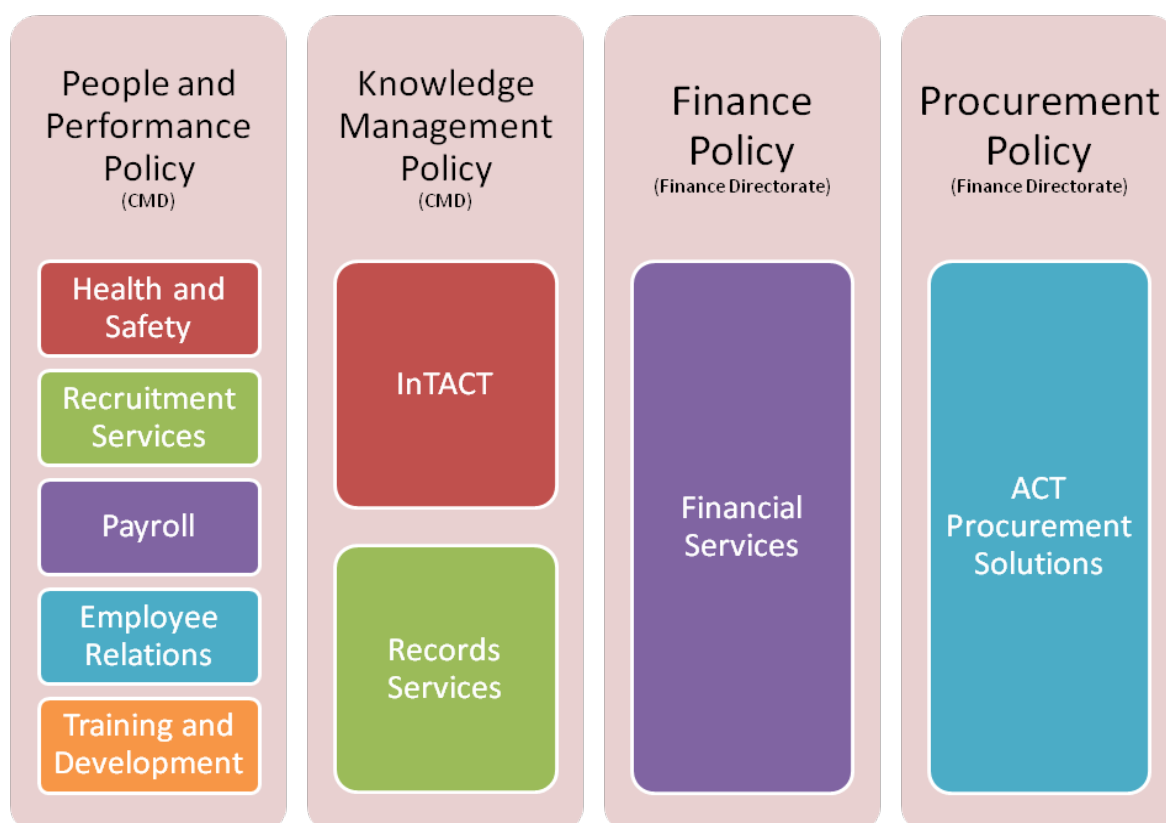 People and
Performance
Policy
(CMD)
Health and
Safety
Recruitment
Services
Payroll
Employee
Relations
Training and
Development
Knowledge
Management
Policy
(CMD)
InTACT
Records
Services
Finance
Policy
(Finance Directorate)
Financial
Services
Procurement
Policy
(Finance Directorate)
ACT
Procurement
Solutions